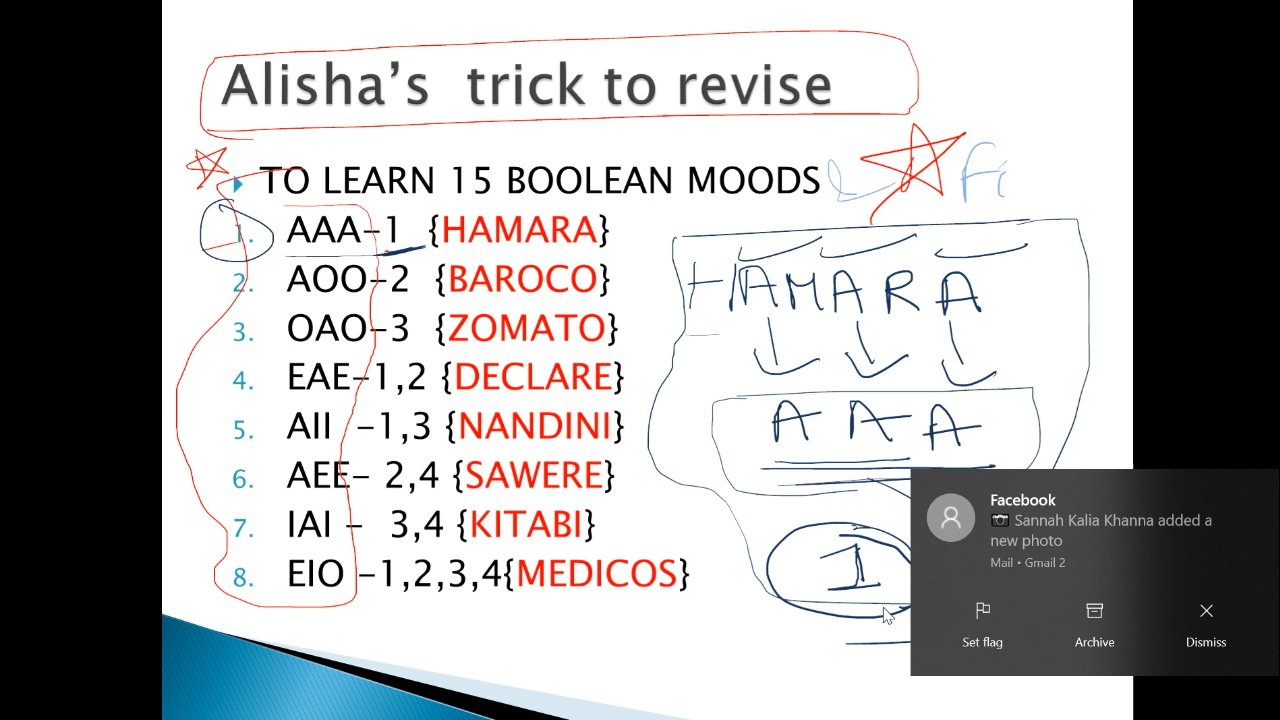 Alisha’s trick to revise
TO LEARN 15 BOOLEAN MOODS
Fi
1. AAA-1 {HAMARA}
2. AOO-2 {BAROCO}
3. OAO-3 {ZOMATO}
4. EAE-1,2 {DECLARE}
5. AII -1,3 {NANDINI}
6. AEE- 2,4 {SAWERE}
7. IAI - 3,4 {KITABI}
8. EIO -1,2,3,4{MEDICOS}
HAMARA
A A A
1
Facebook
Sannah Kalia Khanna added a
new photo
Mail • Gmail 2
Set flag Archive Dismiss